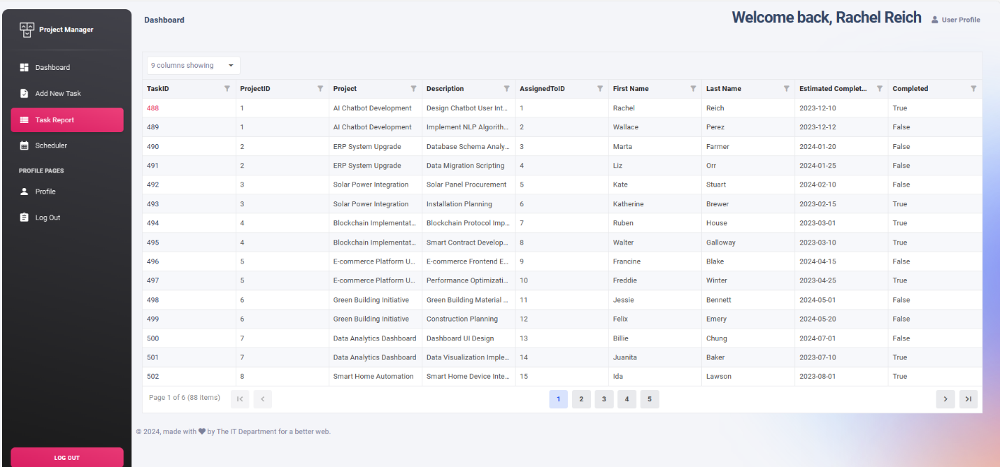 Project Manager
Dashboard
Add New Task
Task Report
Scheduler
PROFILE PAGES
Profile
Log Out
LOG OUT
Dashboard
Welcome back, Rachel Reich
User Profile
9 columns showing
TaskID ProjectID Project Description AssignedToID First Name Last Name Estimated Complet... Completed
488 1 AI Chatbot Development Design Chatbot User Int... 1 Rachel Reich 2023-12-10 True
489 1 AI Chatbot Development Implement NLP Algorith... 2 Wallace Perez 2023-12-12 False
490 2 ERP System Upgrade Database Schema Analy... 3 Marta Farmer 2024-01-20 False
491 2 ERP System Upgrade Data Migration Scripting 4 Liz Orr 2024-01-25 False
492 3 Solar Power Integration Solar Panel Procurement 5 Kate Stuart 2024-02-10 False
493 3 Solar Power Integration Installation Planning 6 Katherine Brewer 2023-02-15 True
494 4 Blockchain Implementat... Blockchain Protocol Imp... 7 Ruben House 2023-03-01 True
495 4 Blockchain Implementat... Smart Contract Develop... 8 Walter Galloway 2023-03-10 True
496 5 E-commerce Platform U... E-commerce Frontend E... 9 Francine Blake 2024-04-15 False
497 5 E-commerce Platform U... Performance Optimizati... 10 Freddie Winter 2023-04-25 True
498 6 Green Building Initiative Green Building Material ... 11 Jessie Bennett 2024-05-01 False
499 6 Green Building Initiative Construction Planning 12 Felix Emery 2024-05-20 False
500 7 Data Analytics Dashboard Dashboard UI Design 13 Billie Chung 2024-07-01 False
501 7 Data Analytics Dashboard Data Visualization Imple... 14 Juanita Baker 2023-07-10 True
502 8 Smart Home Automation Smart Home Device Inte... 15 Ida Lawson 2023-08-01 True
Page 1 of 6 (88 items) 1 2 3 4 5
© 2024, made with ♥ by The IT Department for a better web.